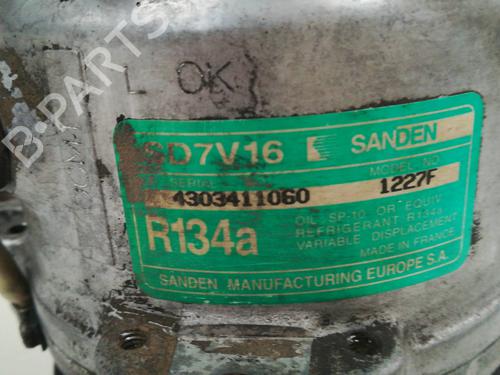 OK
SD7V16 SANDEN
SERIAL MODEL NO
4303411060 1227F
R134a
OIL SP-10 OR EQUIV
REFRIGERANT R134a
VARIABLE DISPLACEMENT
MADE IN FRANCE
SANDEN MANUFACTURING EUROPE S.A.
B-PARTS